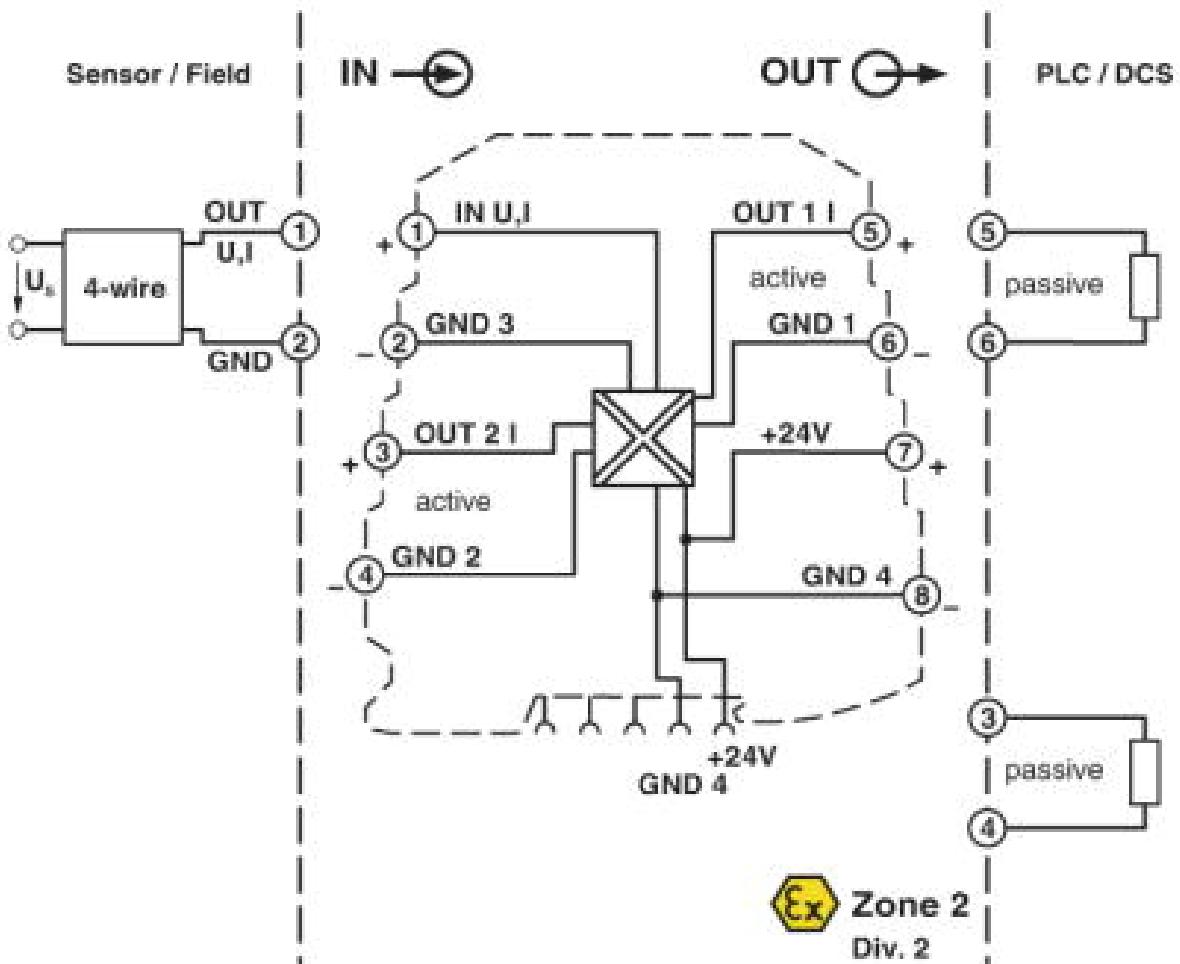 Sensor / Field
IN
OUT
PLC / DCS
OUT
1
U,I
Us
4-wire
2
GND
1
+
IN U,I
OUT 1 I
5
+
active
2
–
GND 3
GND 1
6
–
3
+
OUT 2 I
+24V
7
+
active
4
–
GND 2
GND 4
8
–
+24V
GND 4
5
passive
6
3
passive
4
Ex
Zone 2
Div. 2